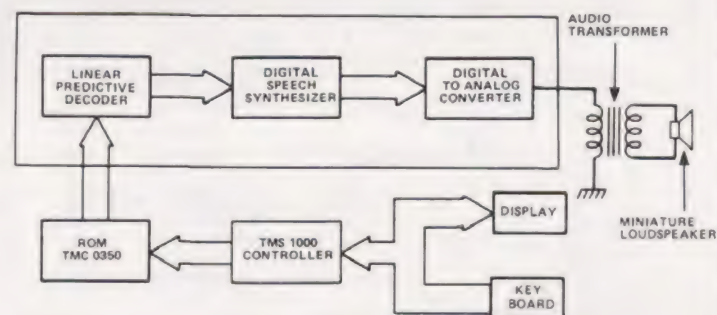 AUDIO
TRANSFORMER
LINEAR
PREDICTIVE
DECODER
DIGITAL
SPEECH
SYNTHESIZER
DIGITAL
TO ANALOG
CONVERTER
ROM
TMC 0350
TMS 1000
CONTROLLER
DISPLAY
KEY
BOARD
MINIATURE
LOUDSPEAKER